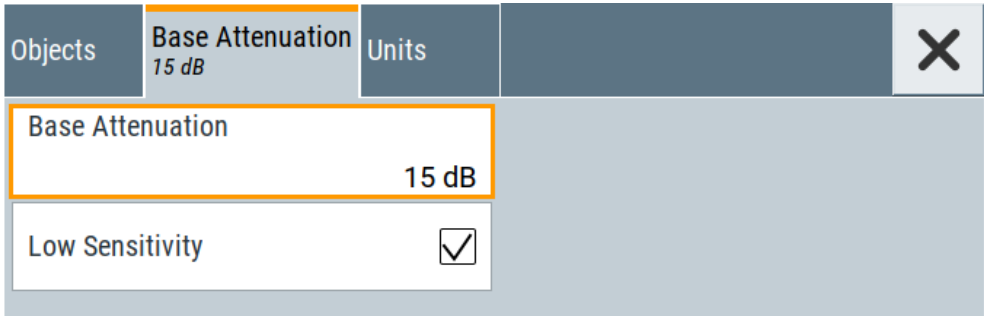 Objects
Base Attenuation
15 dB
Units
Base Attenuation
15 dB
Low Sensitivity